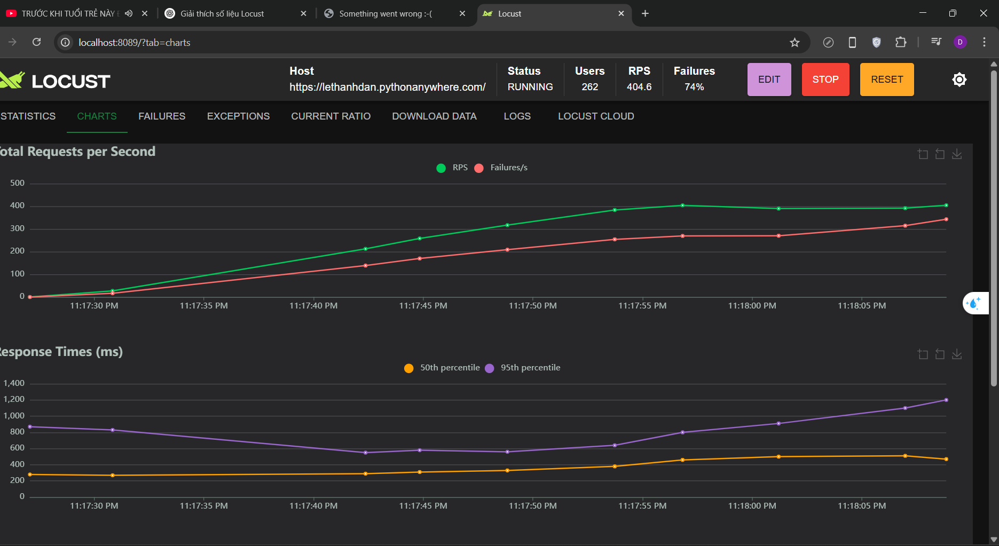 TRƯỚC KHI TUỔI TRẺ NÀY
Giải thích số liệu Locust
Something went wrong :-(
Locust
localhost:8089/?tab=charts
D
LOCUST
Host
https://lethanhdan.pythonanywhere.com/
Status
RUNNING
Users
262
RPS
404.6
Failures
74%
EDIT
STOP
RESET
STATISTICS
CHARTS
FAILURES
EXCEPTIONS
CURRENT RATIO
DOWNLOAD DATA
LOGS
LOCUST CLOUD
otal Requests per Second
RPS
Failures/s
500
400
300
200
100
0
11:17:30 PM
11:17:35 PM
11:17:40 PM
11:17:45 PM
11:17:50 PM
11:17:55 PM
11:18:00 PM
11:18:05 PM
esponse Times (ms)
50th percentile
95th percentile
1,400
1,200
1,000
800
600
400
200
0
11:17:30 PM
11:17:35 PM
11:17:40 PM
11:17:45 PM
11:17:50 PM
11:17:55 PM
11:18:00 PM
11:18:05 PM